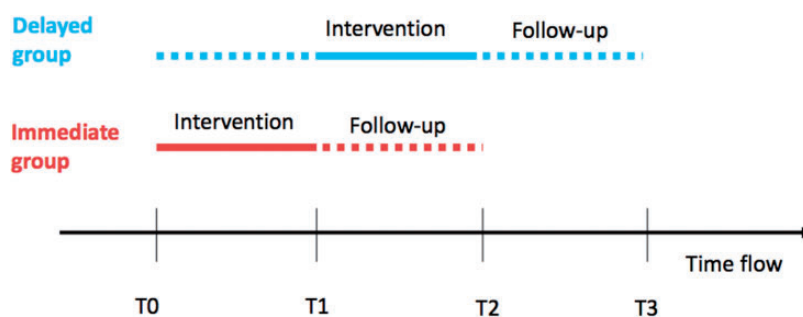 Delayed
group
Intervention
Follow-up
Immediate
group
Intervention
Follow-up
Time flow
T0
T1
T2
T3